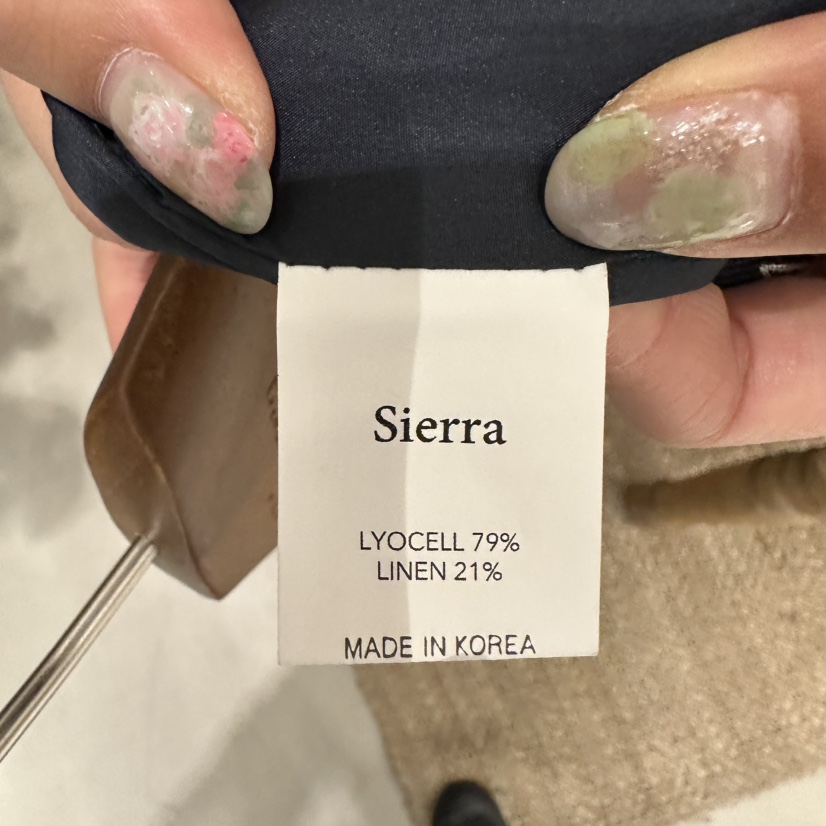 Sierra
LYOCELL 79%
LINEN 21%
MADE IN KOREA